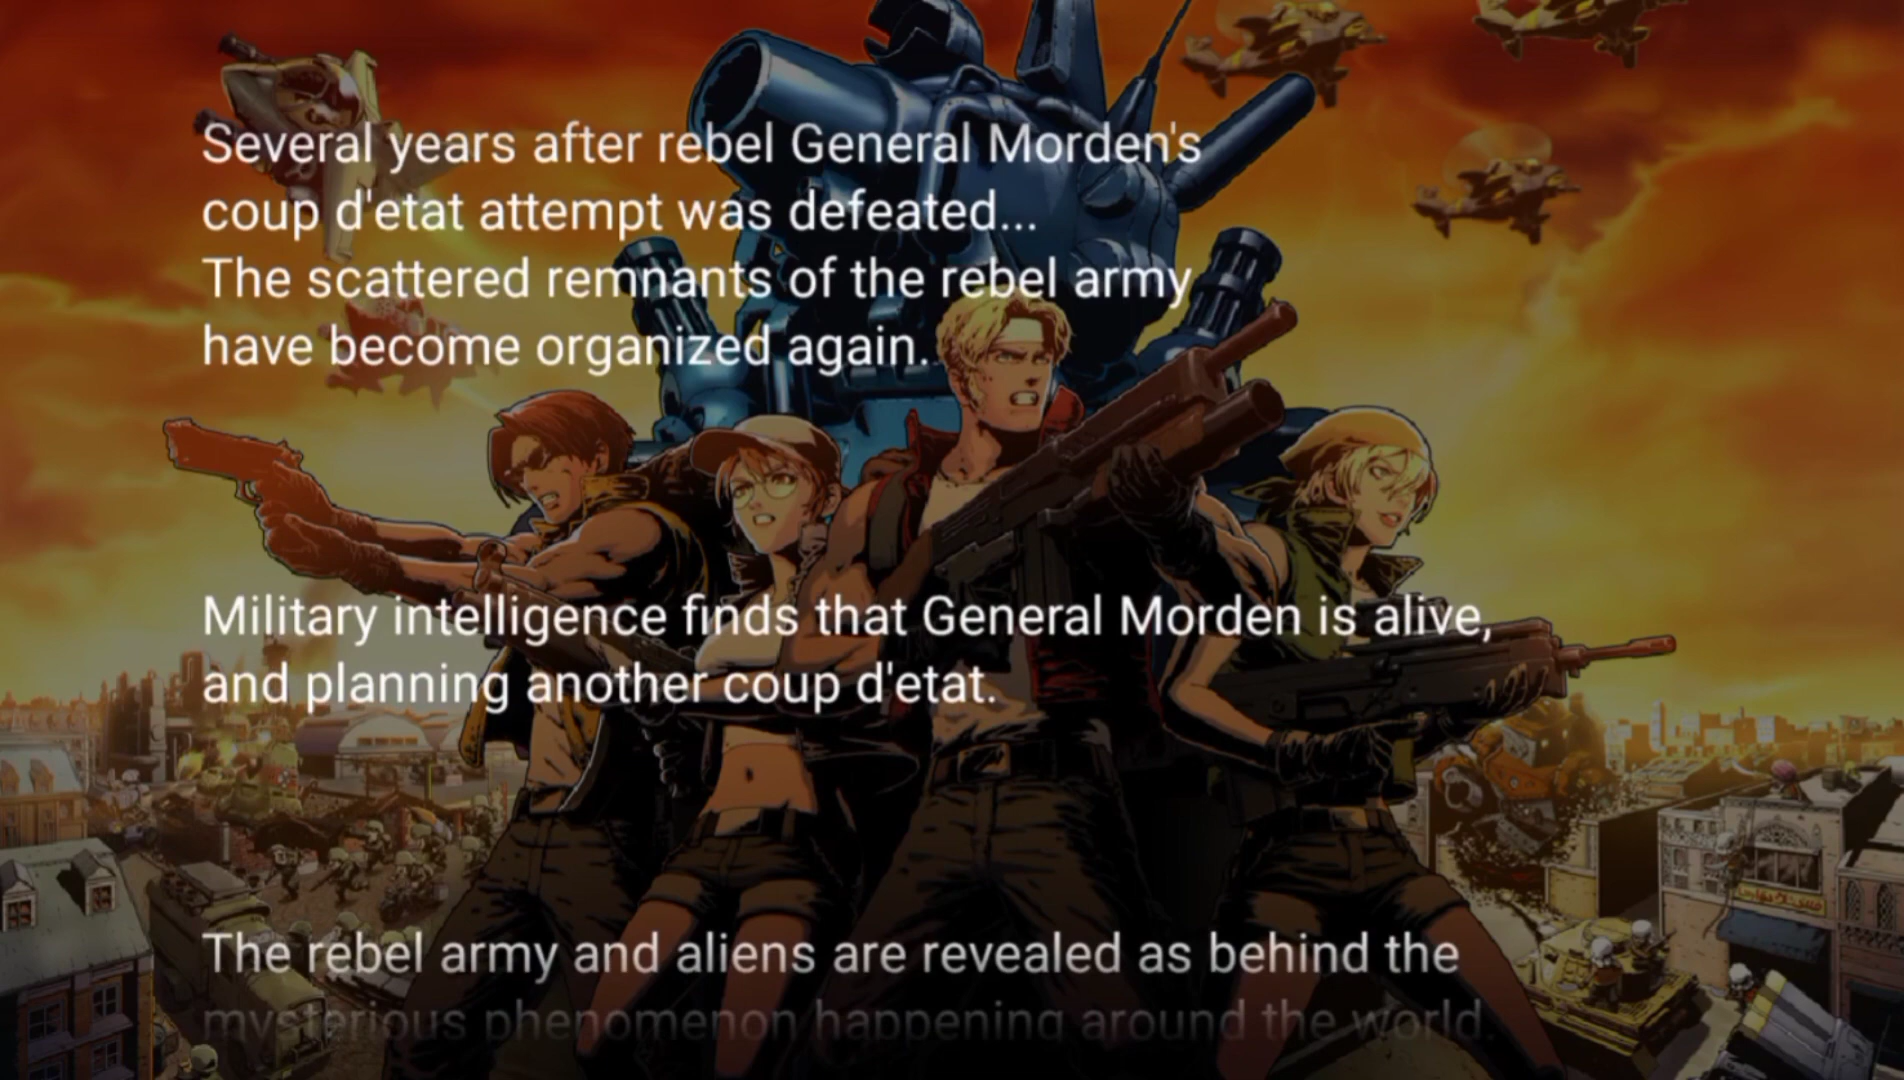 Several years after rebel General Morden's
coup d'etat attempt was defeated...
The scattered remnants of the rebel army
have become organized again.
Military intelligence finds that General Morden is alive,
and planning another coup d'etat.
The rebel army and aliens are revealed as behind the
mysterious phenomenon happening around the world.